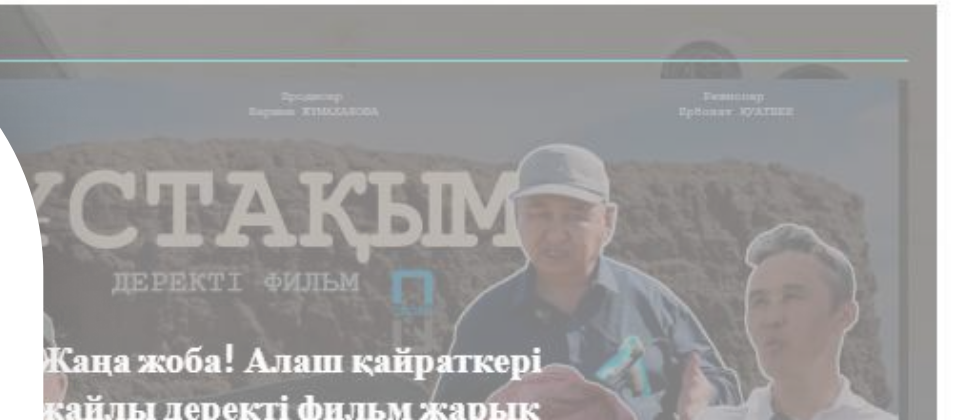 Продюсер
Режиссер
ҰСТАҚЫМ
ДЕРЕКТІ ФИЛЬМ
Жаңа жоба! Алаш қайраткері
жайлы деректі фильм жарық